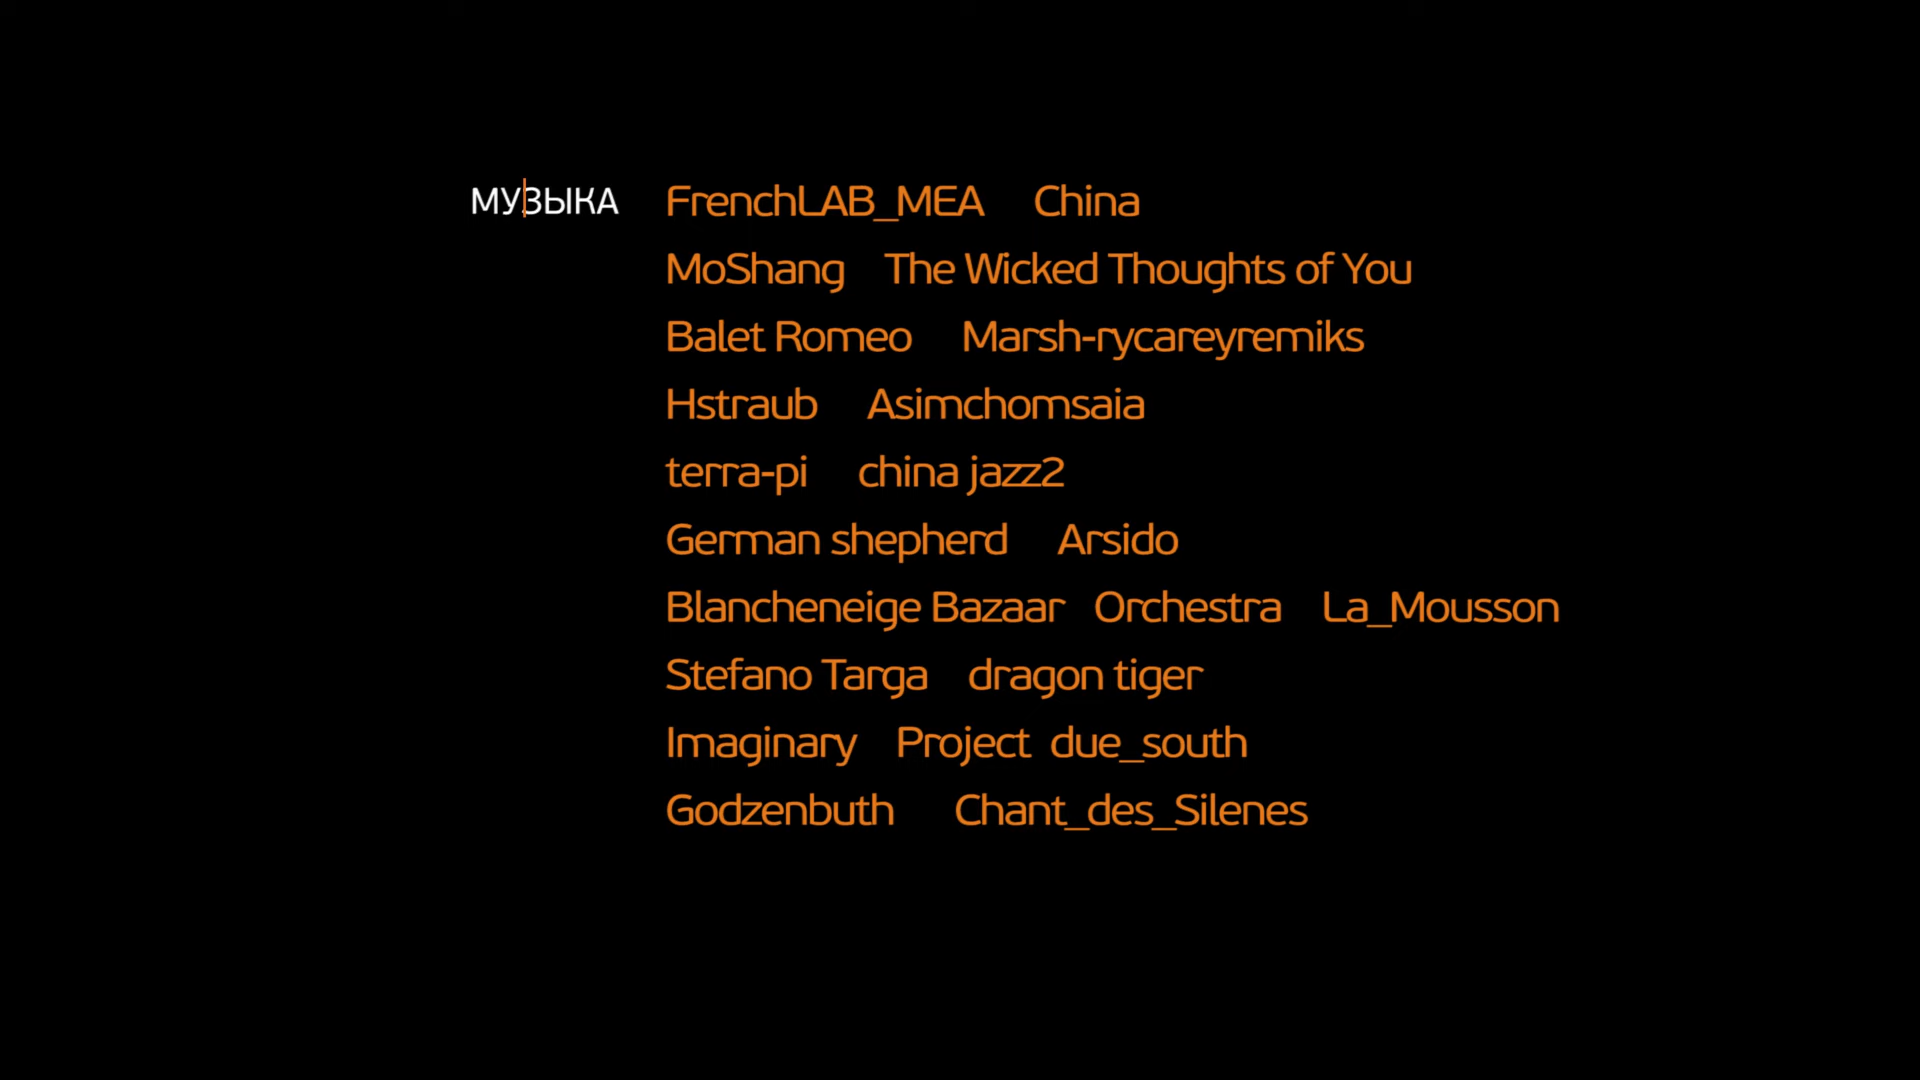 МУЗЫКА FrenchLAB_MEA China
MoShang The Wicked Thoughts of You
Balet Romeo Marsh-rycareyremiks
Hstraub Asimchomsaia
terra-pi china jazz2
German shepherd Arsido
Blancheneige Bazaar Orchestra La_Mousson
Stefano Targa dragon tiger
Imaginary Project due_south
Godzenbuth Chant_des_Silenes